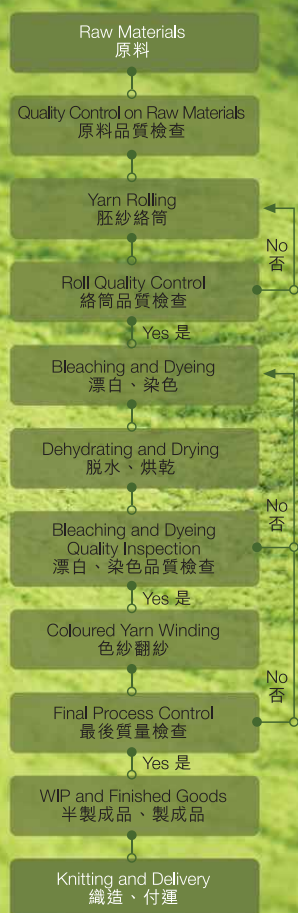 Raw Materials
原料
Quality Control on Raw Materials
原料品質檢查
Yarn Rolling
胚紗絡筒
No
否
Roll Quality Control
絡筒品質檢查
Yes 是
Bleaching and Dyeing
漂白、染色
Dehydrating and Drying
脱水、烘乾
No
否
Bleaching and Dyeing
Quality Inspection
漂白、染色品質檢查
Yes 是
Coloured Yarn Winding
色紗翻紗
No
否
Final Process Control
最後質量檢查
Yes 是
WIP and Finished Goods
半製成品、製成品
Knitting and Delivery
織造、付運